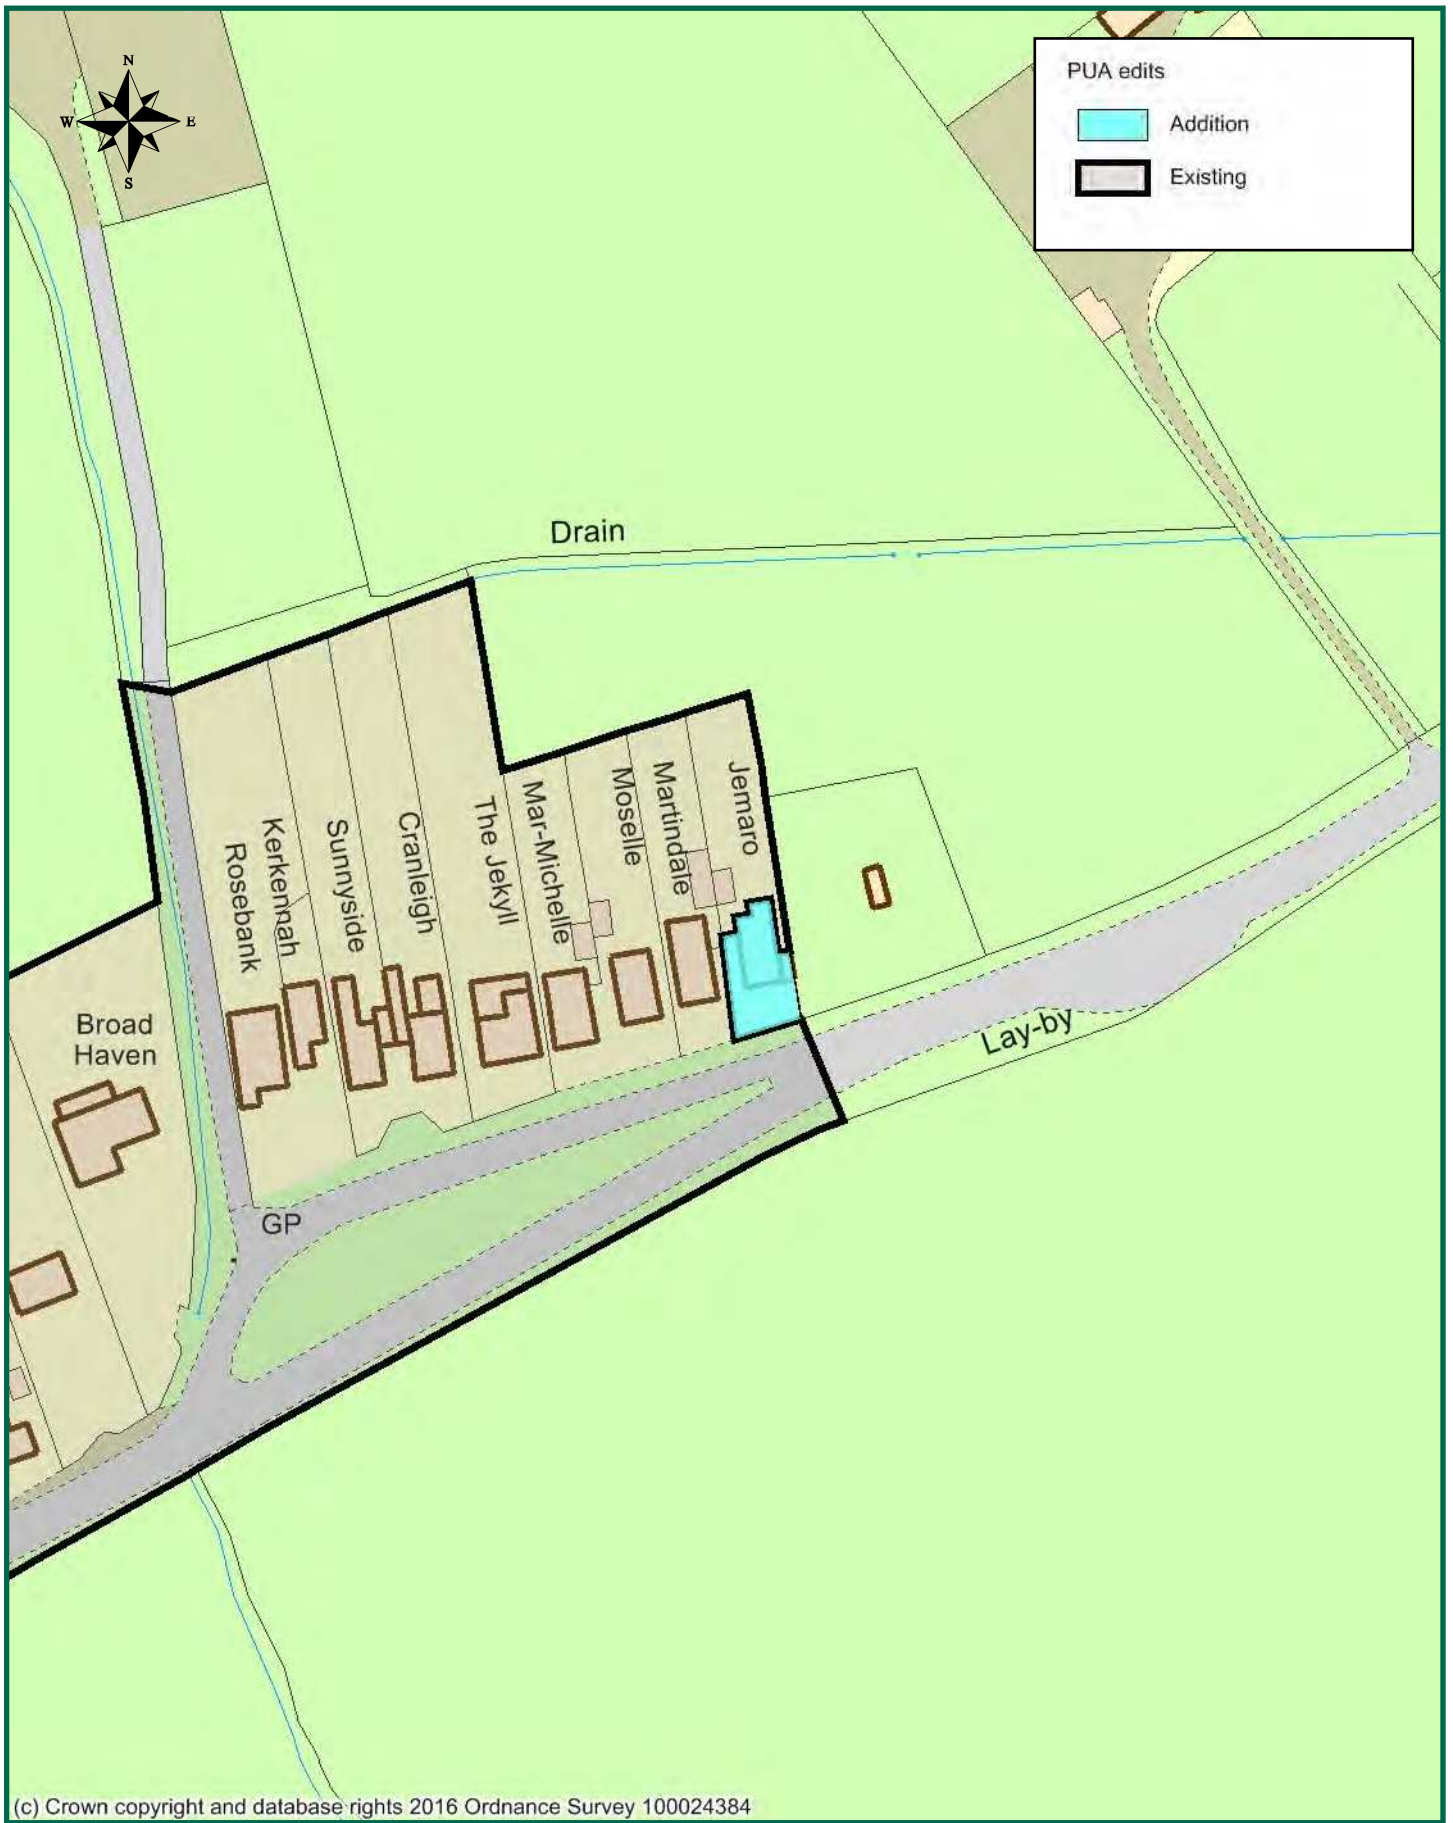 N
W E
S
PUA edits
Addition
Existing
Drain
Jemaro
Martindale
Moselle
Mar-Michelle
The Jekyll
Cranleigh
Sunnyside
Kerkennah
Rosebank
Broad
Haven
Lay-by
GP
(c) Crown copyright and database rights 2016 Ordnance Survey 100024384